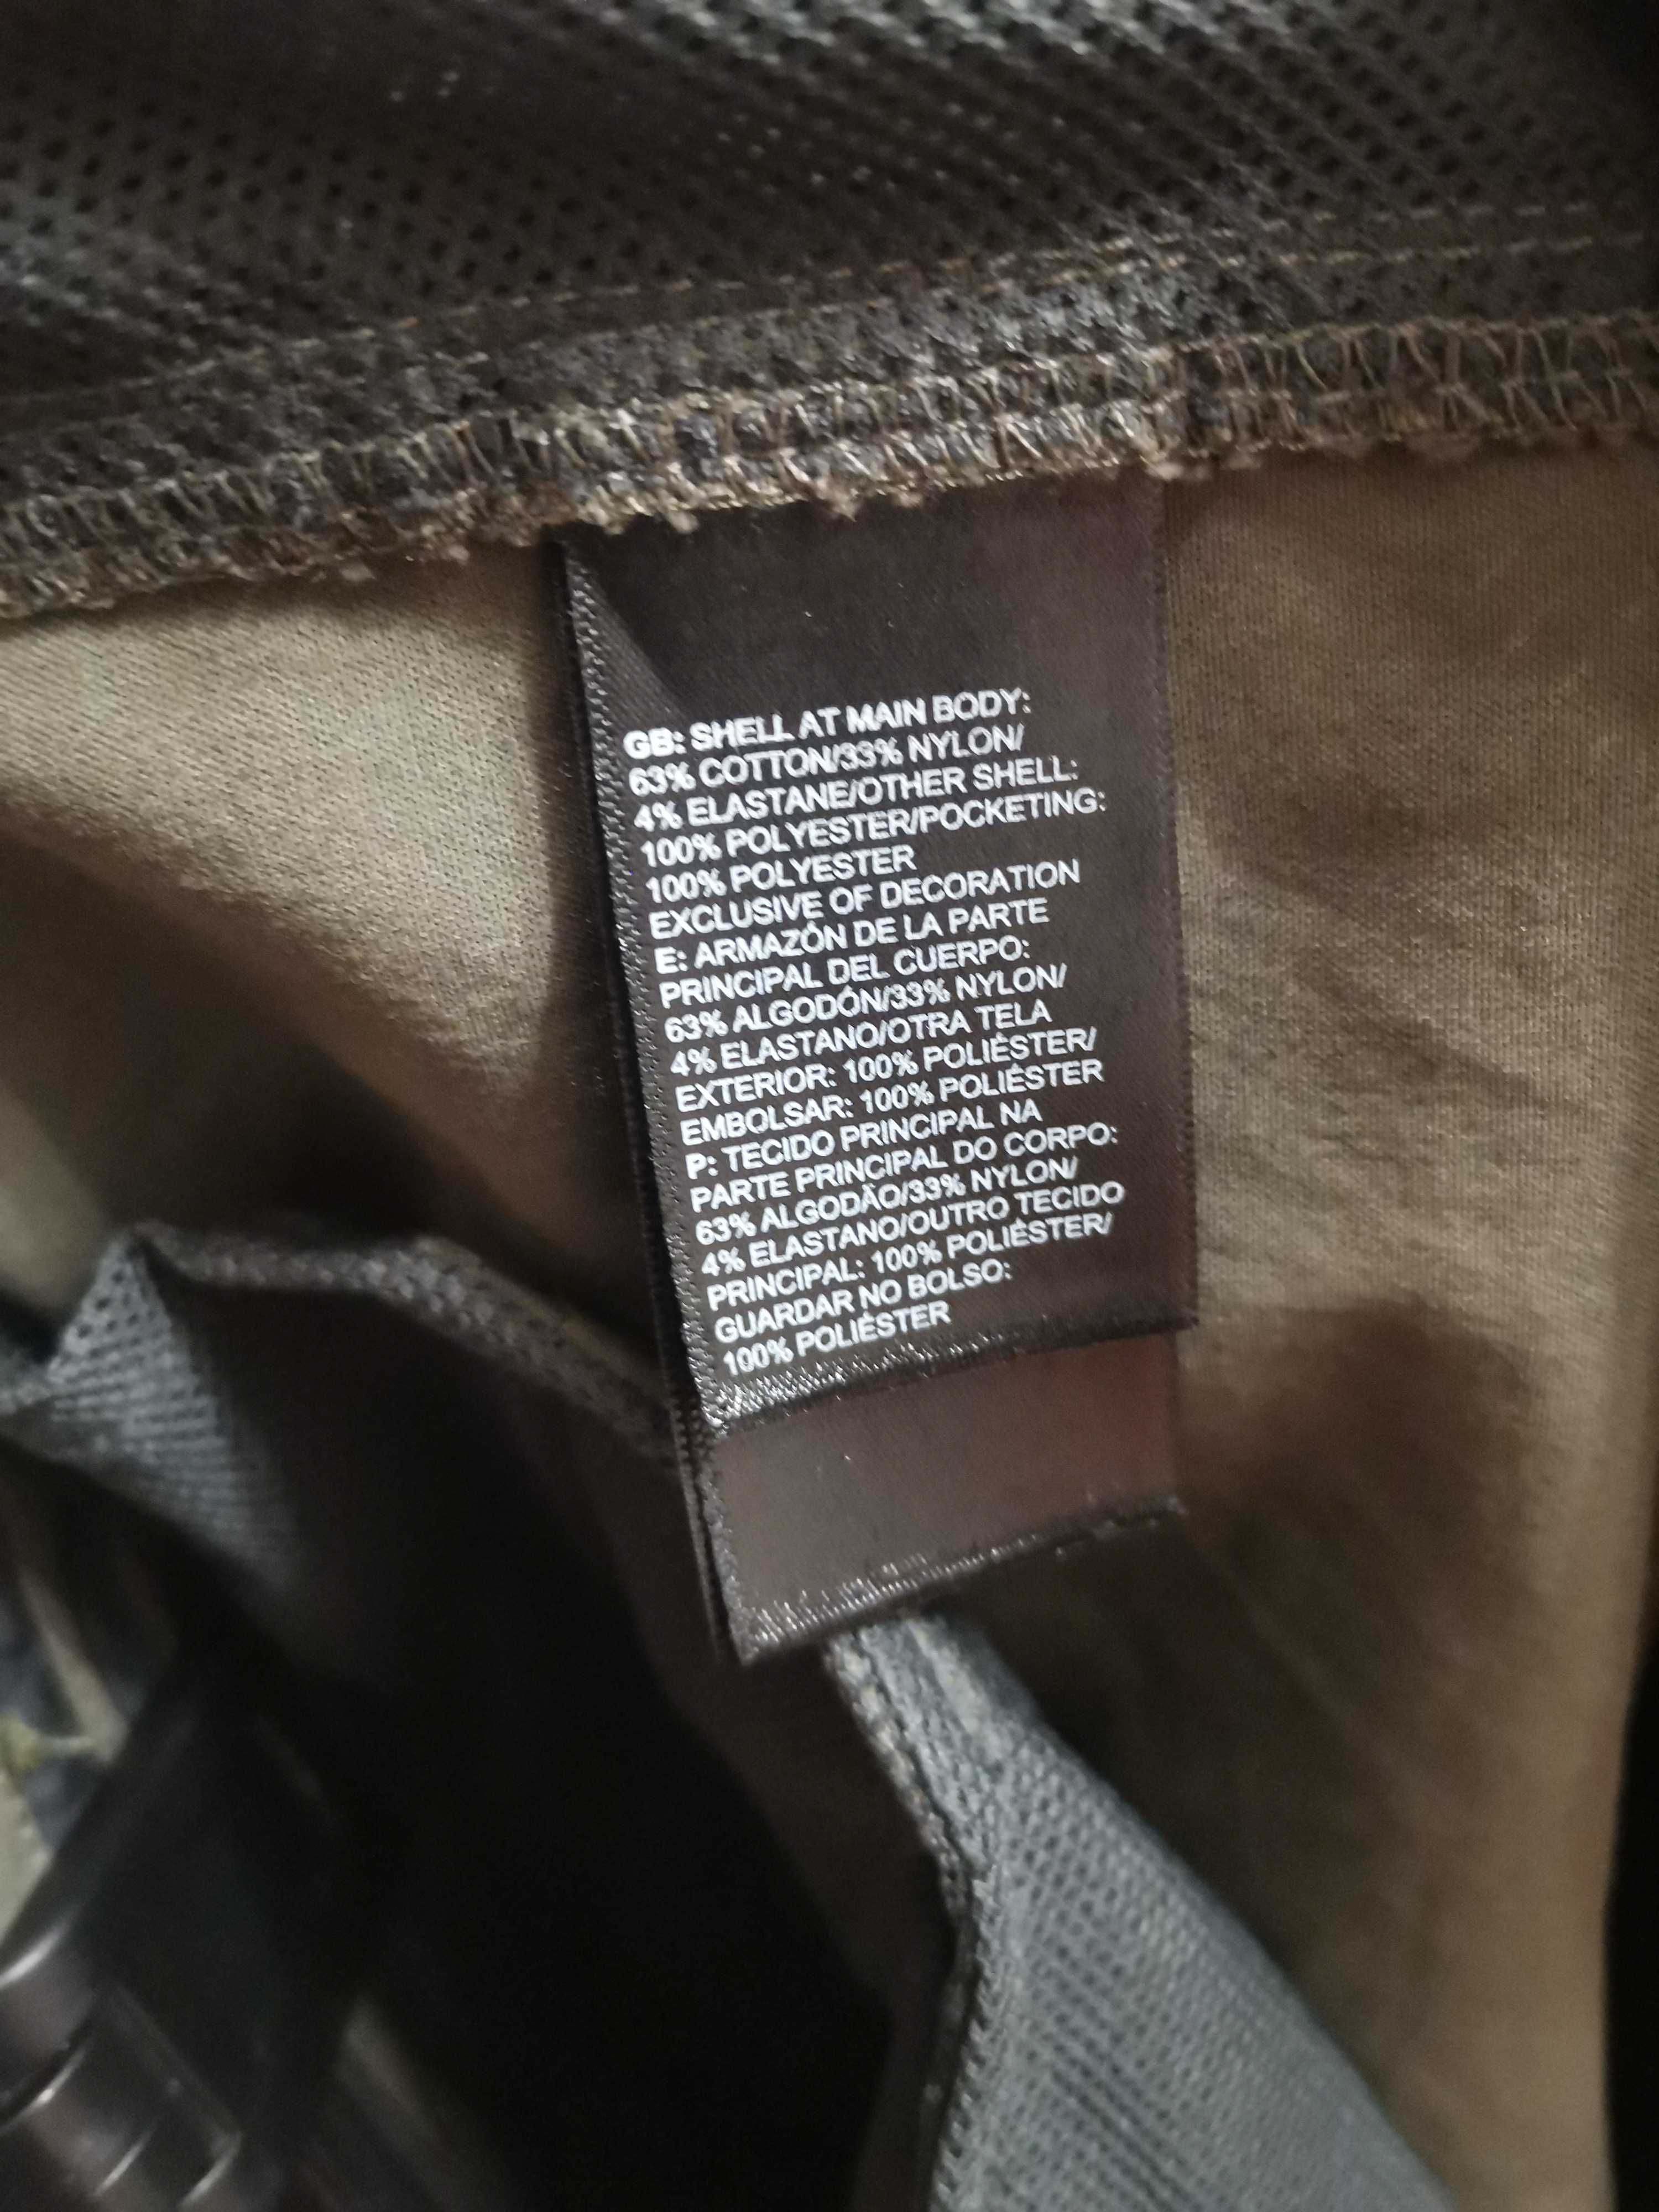 GB: SHELL AT MAIN BODY:
63% COTTON/33% NYLON/
4% ELASTANE/OTHER SHELL:
100% POLYESTER/POCKETING:
100% POLYESTER
EXCLUSIVE OF DECORATION
E: ARMAZÓN DE LA PARTE
PRINCIPAL DEL CUERPO:
63% ALGODÓN/33% NYLON/
4% ELASTANO/OTRA TELA
EXTERIOR: 100% POLIÉSTER/
EMBOLSAR: 100% POLIÉSTER
P: TECIDO PRINCIPAL NA
PARTE PRINCIPAL DO CORPO:
63% ALGODÃO/33% NYLON/
4% ELASTANO/OUTRO TECIDO
PRINCIPAL: 100% POLIÉSTER/
GUARDAR NO BOLSO:
100% POLIÉSTER